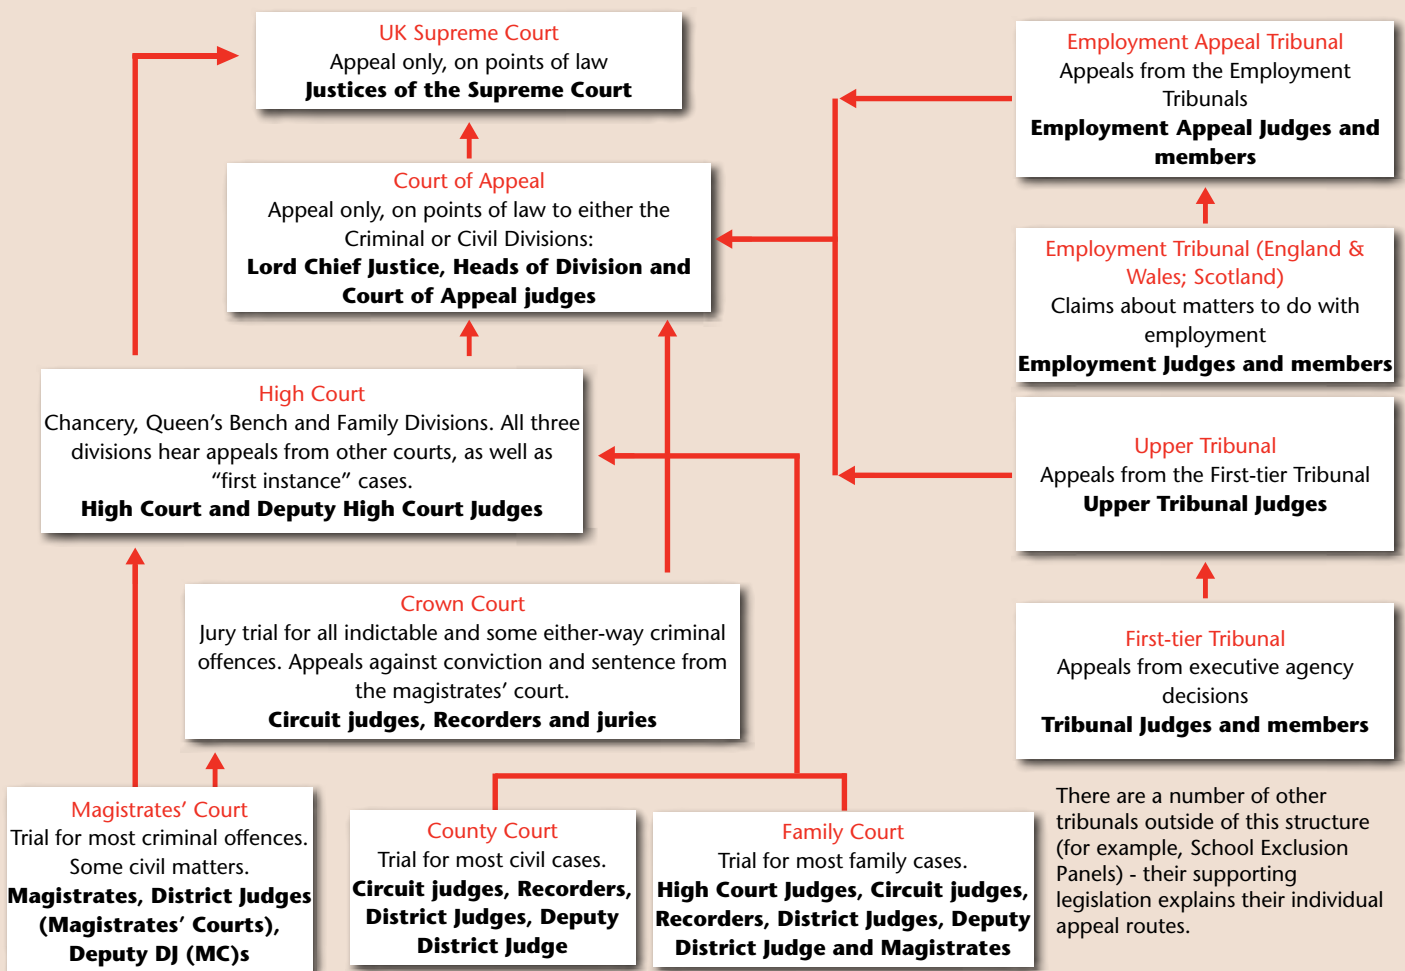 UK Supreme Court
Appeal only, on points of law
Justices of the Supreme Court
Court of Appeal
Appeal only, on points of law to either the
Criminal or Civil Divisions:
Lord Chief Justice, Heads of Division and
Court of Appeal judges
High Court
Chancery, Queen’s Bench and Family Divisions. All three
divisions hear appeals from other courts, as well as
“first instance” cases.
High Court and Deputy High Court Judges
Crown Court
Jury trial for all indictable and some either-way criminal
offences. Appeals against conviction and sentence from
the magistrates’ court.
Circuit judges, Recorders and juries
Magistrates’ Court
Trial for most criminal offences.
Some civil matters.
Magistrates, District Judges
(Magistrates’ Courts),
Deputy DJ (MC)s
County Court
Trial for most civil cases.
Circuit judges, Recorders,
District Judges, Deputy
District Judge
Family Court
Trial for most family cases.
High Court Judges, Circuit judges,
Recorders, District Judges, Deputy
District Judge and Magistrates
Employment Appeal Tribunal
Appeals from the Employment
Tribunals
Employment Appeal Judges and
members
Employment Tribunal (England &
Wales; Scotland)
Claims about matters to do with
employment
Employment Judges and members
Upper Tribunal
Appeals from the First-tier Tribunal
Upper Tribunal Judges
First-tier Tribunal
Appeals from executive agency
decisions
Tribunal Judges and members
There are a number of other
tribunals outside of this structure
(for example, School Exclusion
Panels) - their supporting
legislation explains their individual
appeal routes.